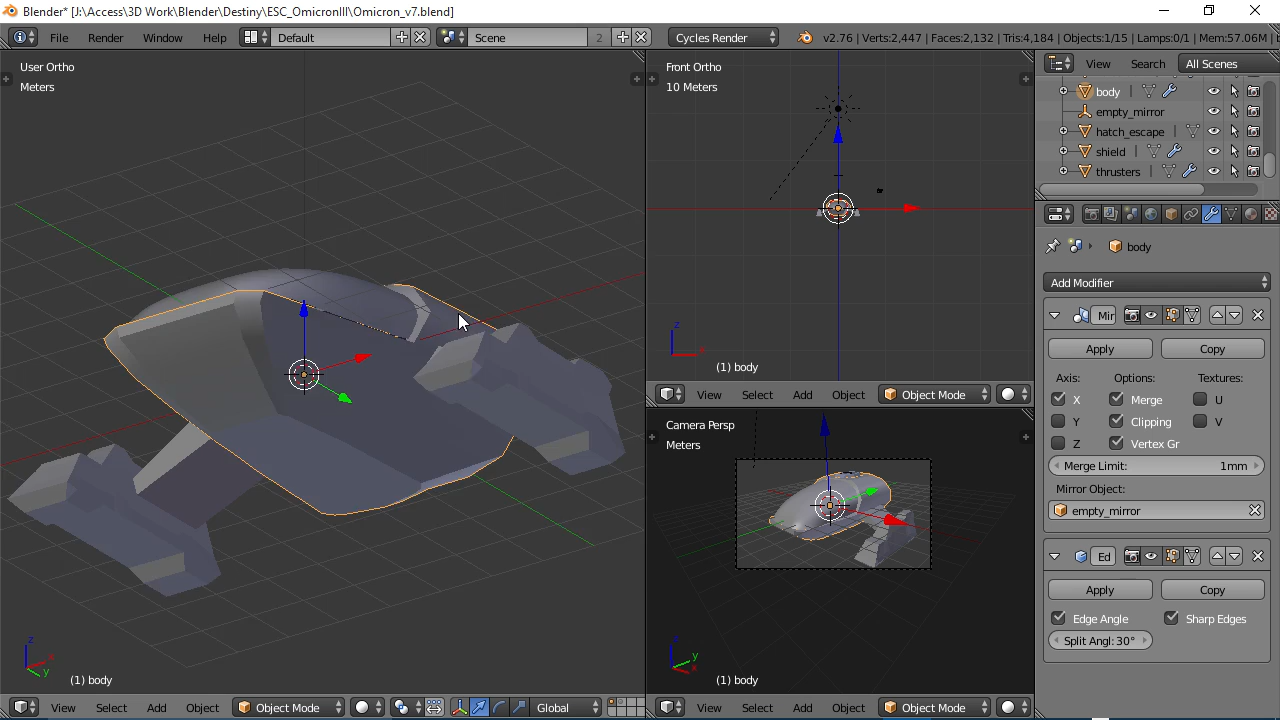 Blender* [J:\Access\3D Work\Blender\Destiny\ESC_OmicronIII\Omicron_v7.blend]
File Render Window Help Default Scene 2 Cycles Render v2.76 | Verts:2,447 | Faces:2,132 | Tris:4,184 | Objects:1/15 | Lamps:0/1 | Mem:57.06M |
User Ortho
Meters
(1) body
View Select Add Object Object Mode Global
Front Ortho
10 Meters
z
(1) body
View Select Add Object Object Mode
Camera Persp
Meters
z
y
x
(1) body
View Select Add Object Object Mode
z
x
y
View Search All Scenes
body
empty_mirror
hatch_escape
shield
thrusters
body
Add Modifier
Mir
Apply Copy
Axis: Options: Textures:
X Merge U
Y Clipping V
Z Vertex Gr
Merge Limit: 1mm
Mirror Object:
empty_mirror
Ed
Apply Copy
Edge Angle Sharp Edges
Split Angl: 30°